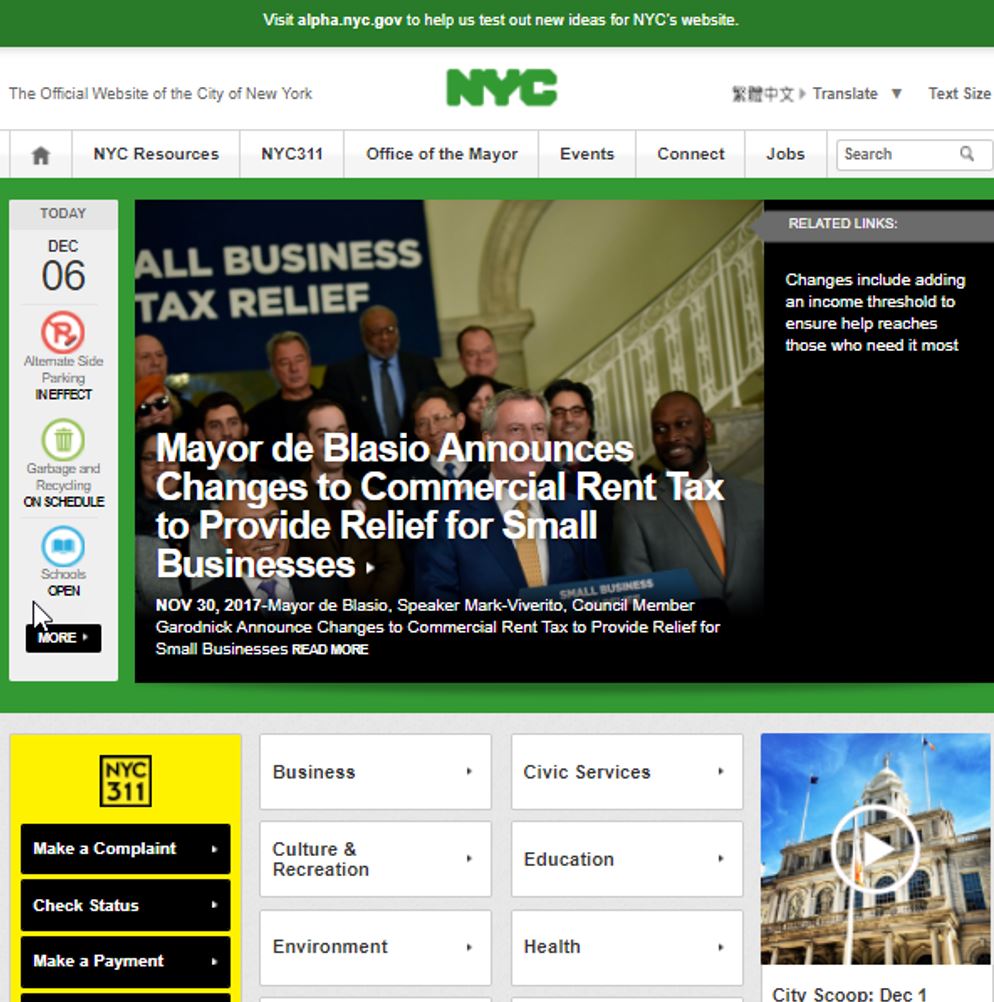 Visit alpha.nyc.gov to help us test out new ideas for NYC's website.
The Official Website of the City of New York
NYC
繁體中文 Translate ▼ Text Size
NYC Resources
NYC311
Office of the Mayor
Events
Connect
Jobs
Search
TODAY
DEC
06
Alternate Side
Parking
IN EFFECT
Garbage and
Recycling
ON SCHEDULE
Schools
OPEN
MORE
ALL BUSINESS
TAX RELIEF
SMALL BUSINESS
Mayor de Blasio Announces
Changes to Commercial Rent Tax
to Provide Relief for Small
Businesses
NOV 30, 2017-Mayor de Blasio, Speaker Mark-Viverito, Council Member
Garodnick Announce Changes to Commercial Rent Tax to Provide Relief for
Small Businesses READ MORE
RELATED LINKS:
Changes include adding
an income threshold to
ensure help reaches
those who need it most
NYC
311
Make a Complaint
Check Status
Make a Payment
Business
Civic Services
Culture &
Recreation
Education
Environment
Health
City Scoop: Dec 1